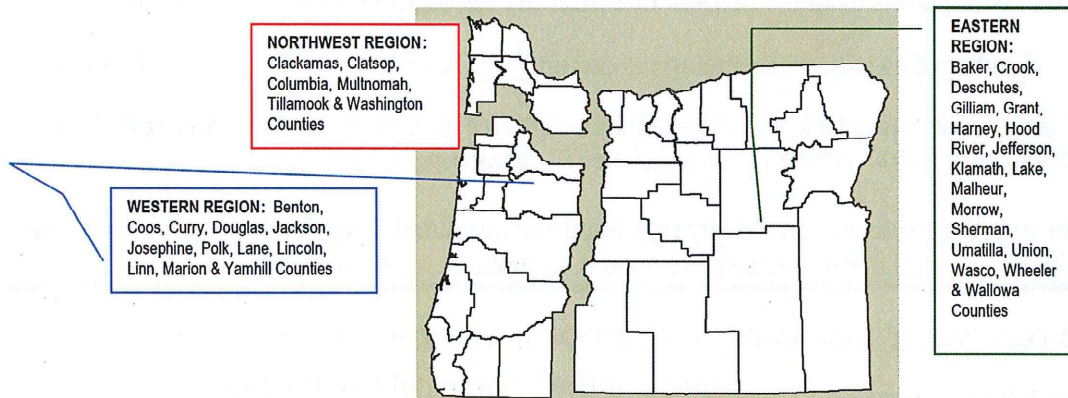 NORTHWEST REGION:
Clackamas, Clatsop,
Columbia, Multnomah,
Tillamook & Washington
Counties
WESTERN REGION: Benton,
Coos, Curry, Douglas, Jackson,
Josephine, Polk, Lane, Lincoln,
Linn, Marion & Yamhill Counties
EASTERN
REGION:
Baker, Crook,
Deschutes,
Gilliam, Grant,
Harney, Hood
River, Jefferson,
Klamath, Lake,
Malheur,
Morrow,
Sherman,
Umatilla, Union,
Wasco, Wheeler
& Wallowa
Counties